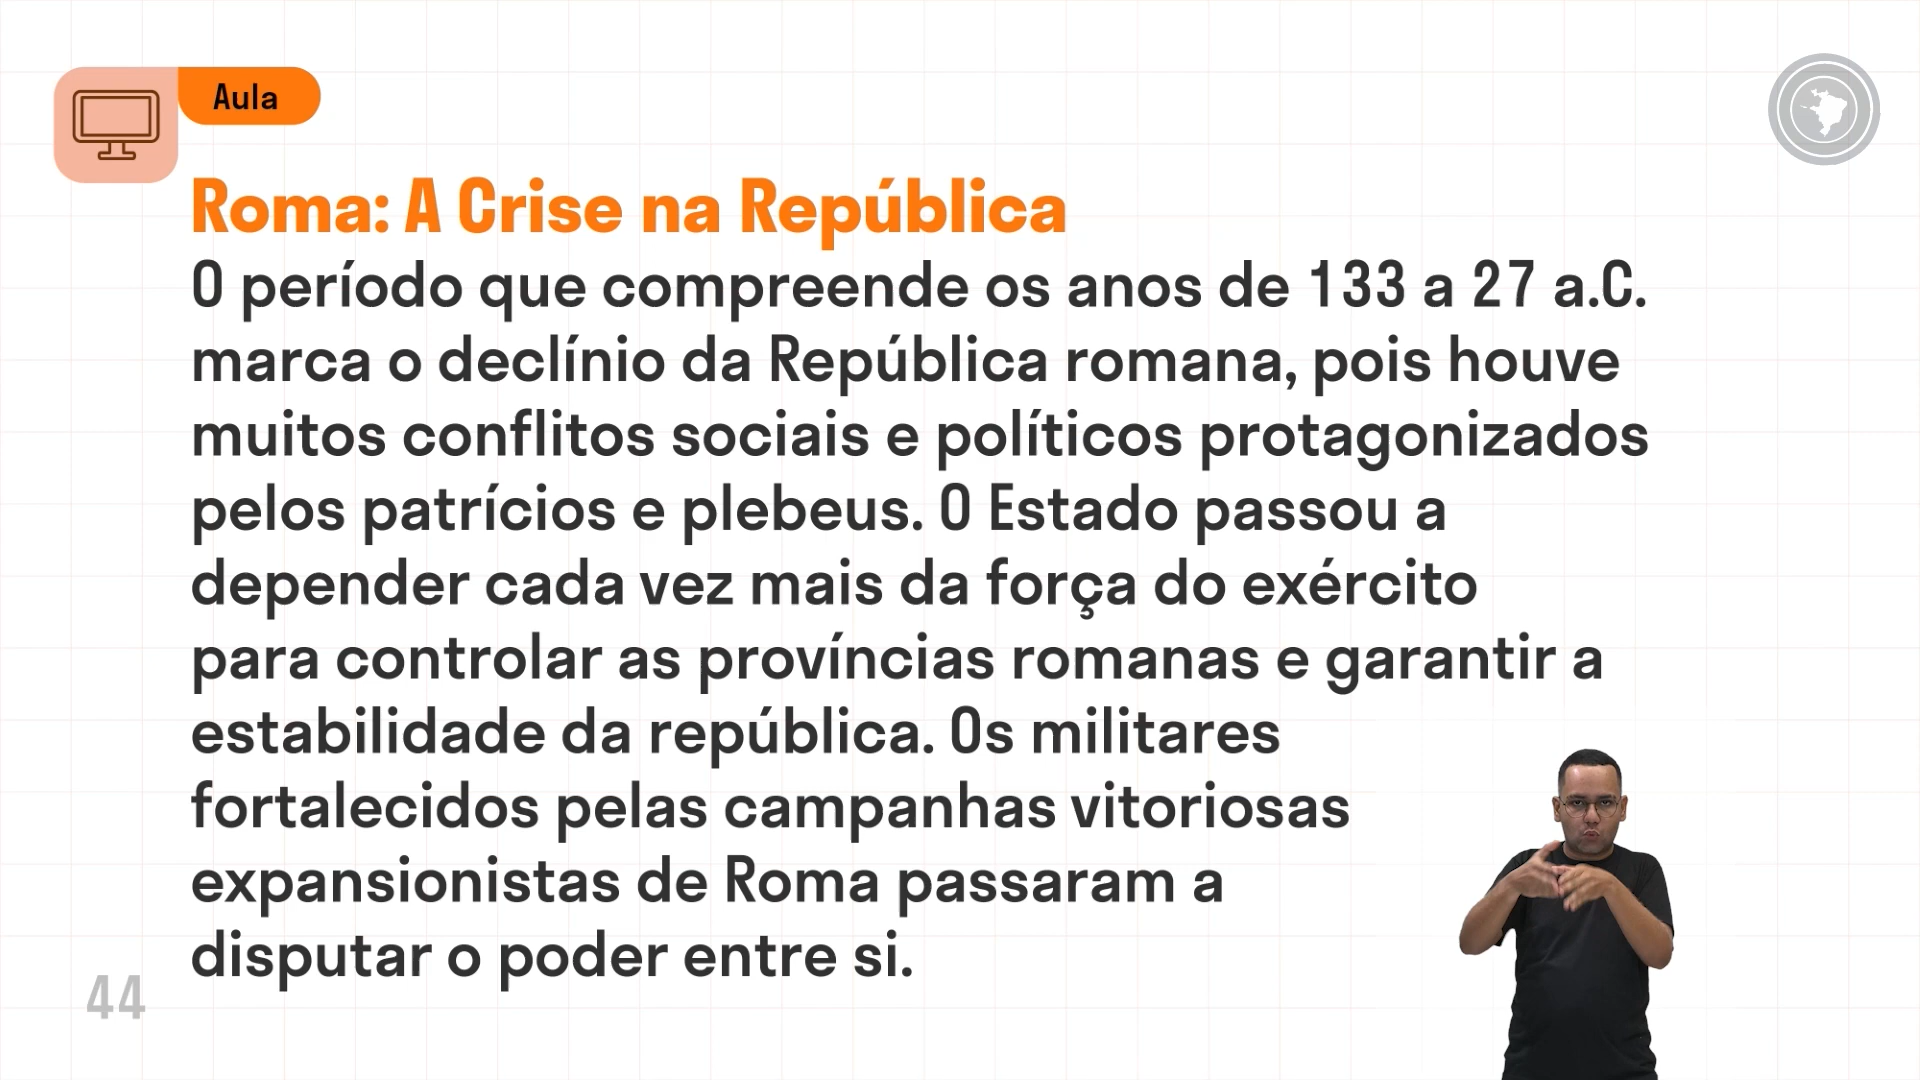 Aula
Roma: A Crise na República
O período que compreende os anos de 133 a 27 a.C.
marca o declínio da República romana, pois houve
muitos conflitos sociais e políticos protagonizados
pelos patrícios e plebeus. O Estado passou a
depender cada vez mais da força do exército
para controlar as províncias romanas e garantir a
estabilidade da república. Os militares
fortalecidos pelas campanhas vitoriosas
expansionistas de Roma passaram a
disputar o poder entre si.
44